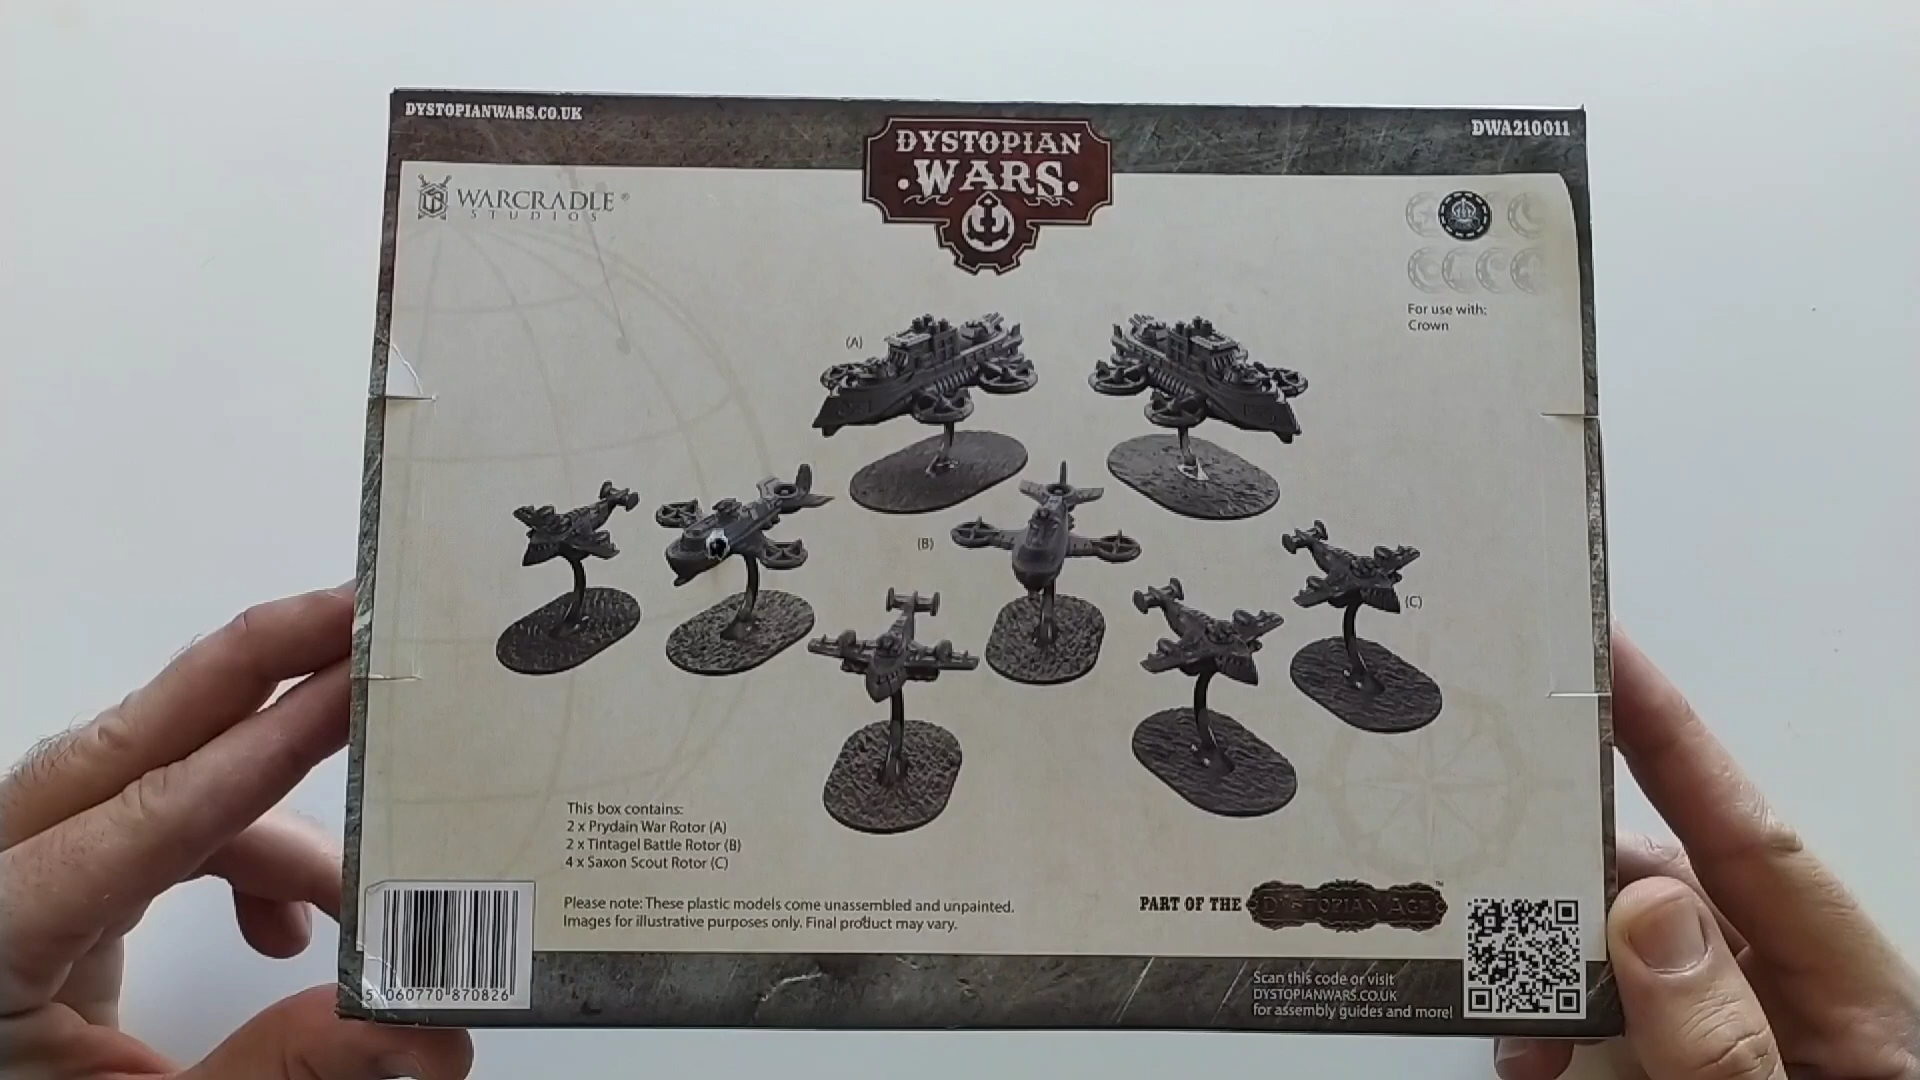 DYSTOPIANWARS.CO.UK
DWA210011
DYSTOPIAN
• WARS •
WARCRADLE®
STUDIOS
For use with:
Crown
(A)
(B)
(C)
This box contains:
2 x Prydain War Rotor (A)
2 x Tintagel Battle Rotor (B)
4 x Saxon Scout Rotor (C)
Please note: These plastic models come unassembled and unpainted.
Images for illustrative purposes only. Final product may vary.
PART OF THE DYSTOPIAN AGE™
5 060770 870826
Scan this code or visit
DYSTOPIANWARS.CO.UK
for assembly guides and more!